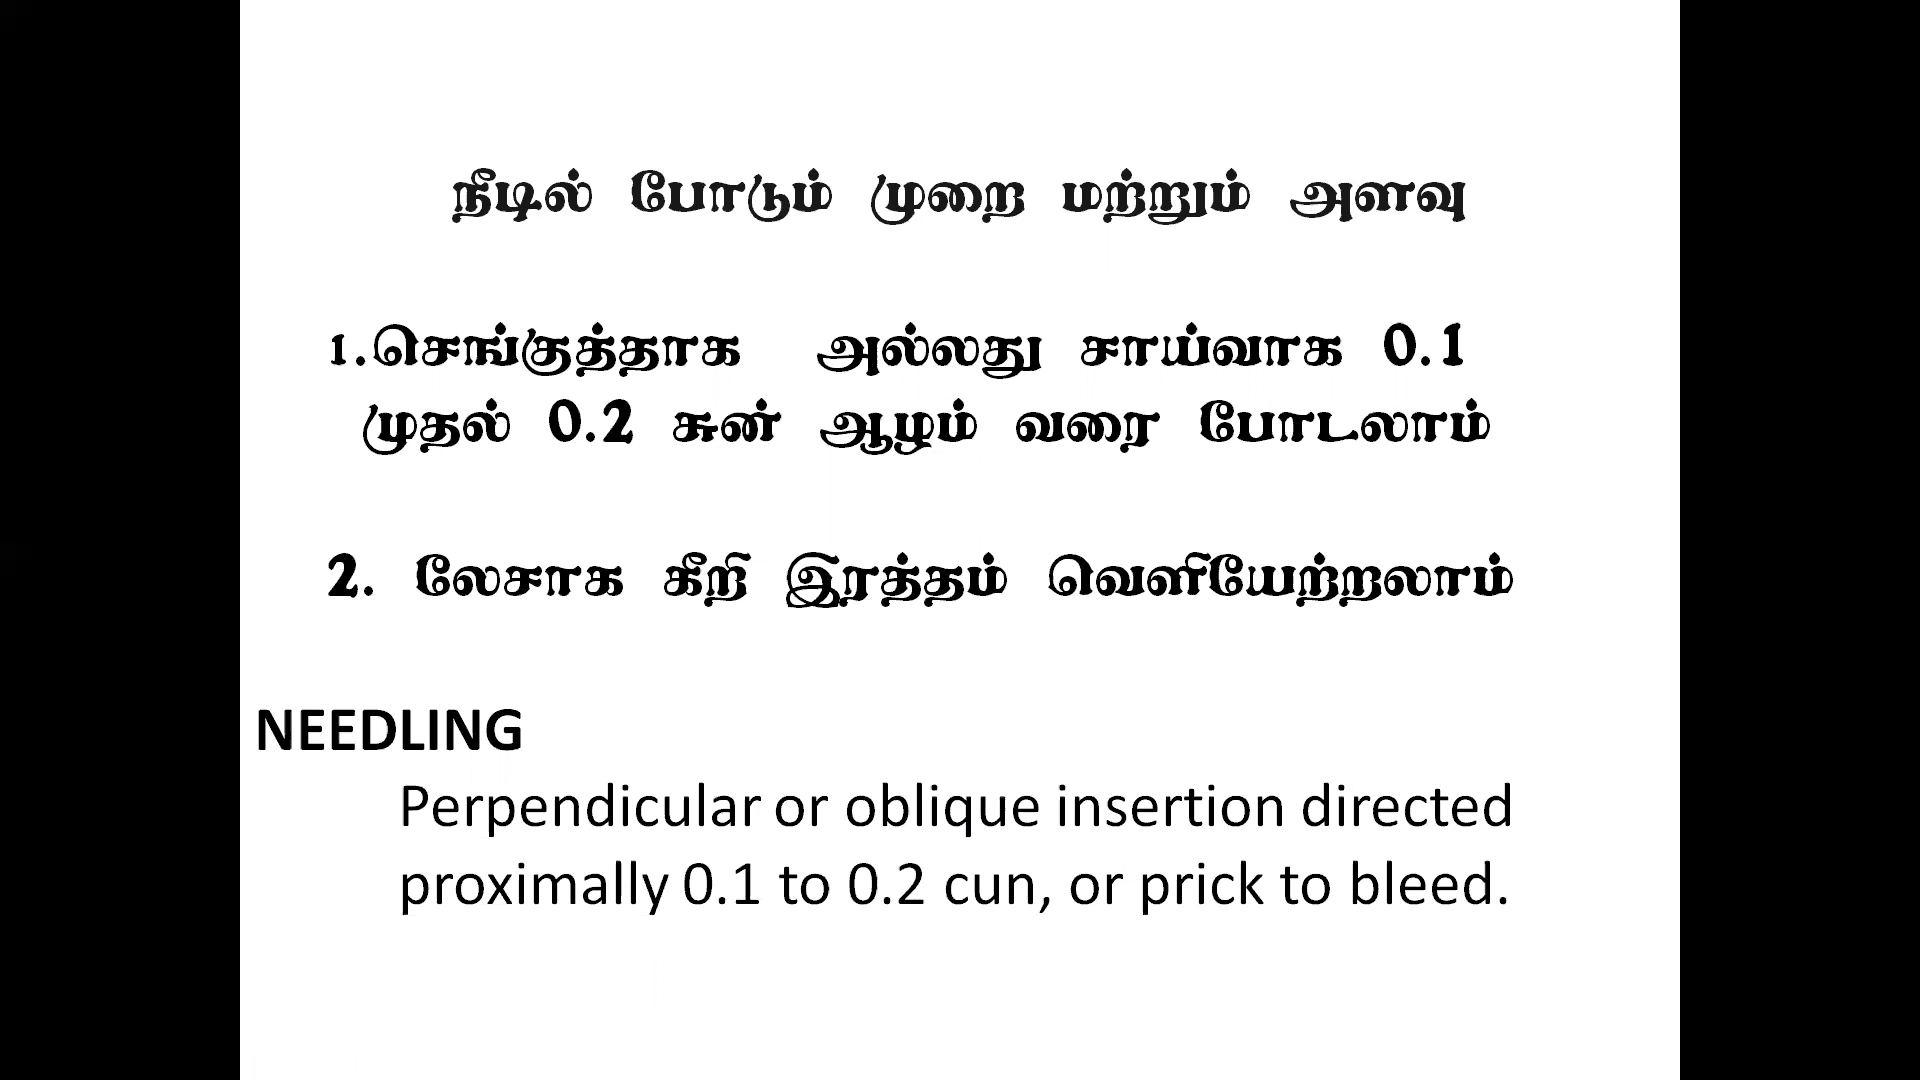 நீடில் போடும் முறை மற்றும் அளவு
1.செங்குத்தாக அல்லது சாய்வாக 0.1
முதல் 0.2 சுன் ஆழம் வரை போடலாம்
2. லேசாக கீறி இரத்தம் வெளியேற்றலாம்
NEEDLING
Perpendicular or oblique insertion directed
proximally 0.1 to 0.2 cun, or prick to bleed.